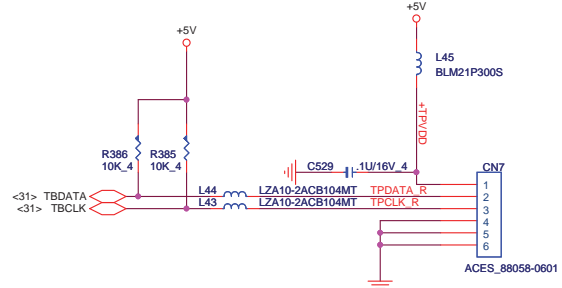 +5V
+5V
L45
BLM21P300S
+TPVDD
R386
10K_4
R385
10K_4
C529
.1U/16V_4
CN7
<31> TBDATA
L44
LZA10-2ACB104MT
TPDATA_R
<31> TBCLK
L43
LZA10-2ACB104MT
TPCLK_R
1
2
3
4
5
6
ACES_88058-0601